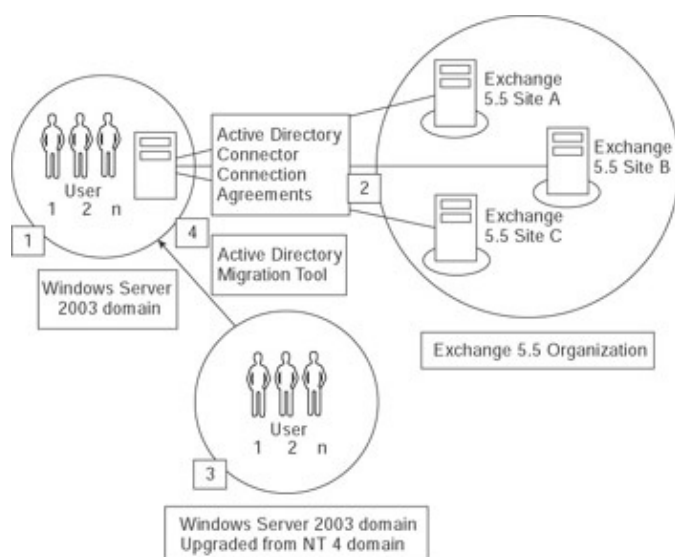 Exchange
5.5 Site A
Active Directory
Connector
Connection
Agreements
Exchange
5.5 Site B
User
1 2 n
2
1
4
Exchange
5.5 Site C
Active Directory
Migration Tool
Windows Server
2003 domain
Exchange 5.5 Organization
User
1 2 n
3
Windows Server 2003 domain
Upgraded from NT 4 domain